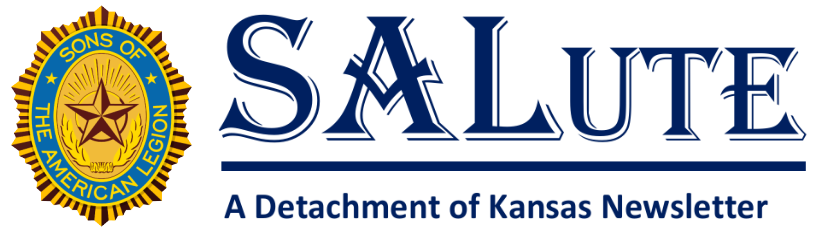 SONS OF
THE AMERICAN LEGION
SALUTE
A Detachment of Kansas Newsletter